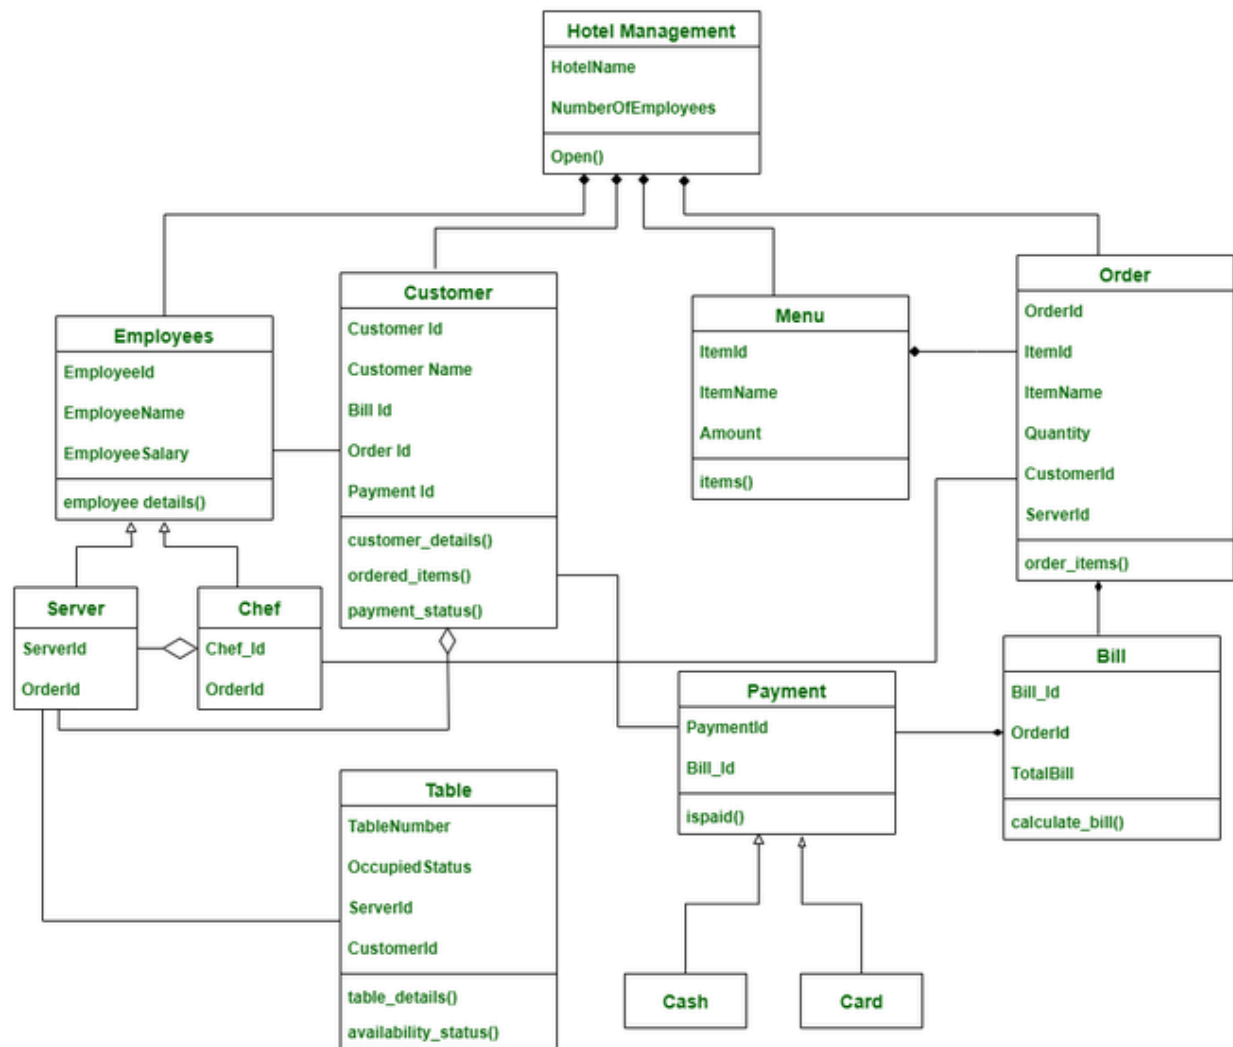 Hotel Management
HotelName
NumberOfEmployees
Open()
Employees
EmployeeId
EmployeeName
EmployeeSalary
employee details()
Customer
Customer Id
Customer Name
Bill Id
Order Id
Payment Id
customer_details()
ordered_items()
payment_status()
Menu
ItemId
ItemName
Amount
items()
Order
OrderId
ItemId
ItemName
Quantity
CustomerId
ServerId
order_items()
Server
ServerId
OrderId
Chef
Chef_Id
OrderId
Payment
PaymentId
Bill_Id
ispaid()
Bill
Bill_Id
OrderId
TotalBill
calculate_bill()
Table
TableNumber
OccupiedStatus
ServerId
CustomerId
table_details()
availability_status()
Cash
Card